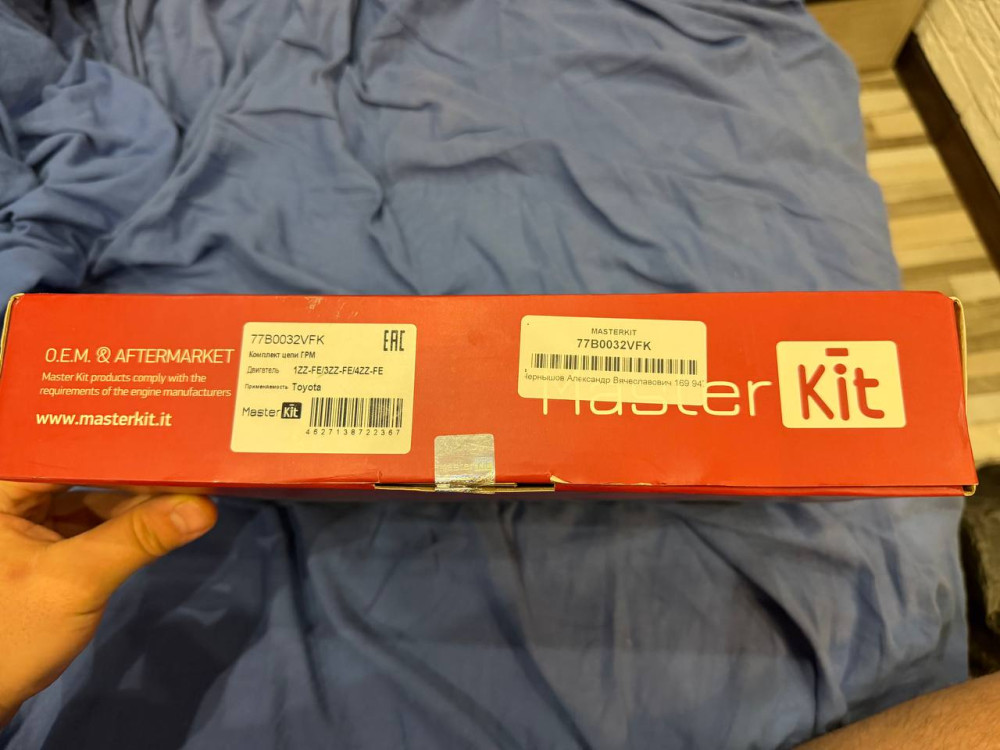 O.E.M. & AFTERMARKET
Master Kit products comply with the
requirements of the engine manufacturers
www.masterkit.it
77B0032VFK
EAC
Комплект цепи ГРМ
Двигатель 1ZZ-FE/3ZZ-FE/4ZZ-FE
Применяемость Toyota
Master Kit
4627138722367
MASTERKIT
77B0032VFK
Чернышов Александр Вячеславович 169 94
Master Kit